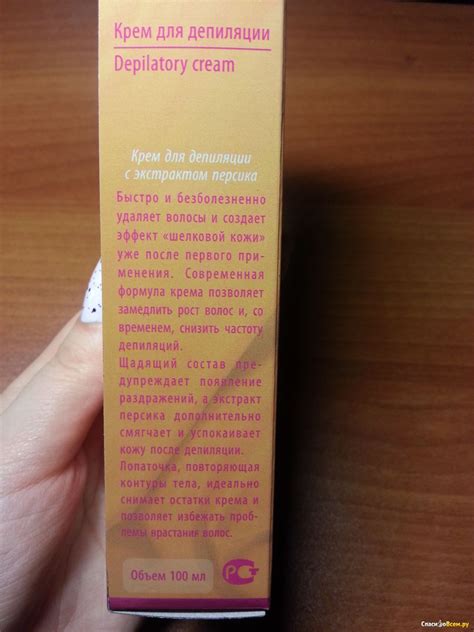 Крем для депиляции
Depilatory cream
Крем для депиляции
с экстрактом персика
Быстро и безболезненно
удаляет волосы и создает
эффект «шелковой кожи»
уже после первого при-
менения. Современная
формула крема позволяет
замедлить рост волос и, со
временем, снизить частоту
депиляций.
Щадящий состав пре-
дупреждает появление
раздражений, а экстракт
персика дополнительно
смягчает и успокаивает
кожу после депиляции.
Лопаточка, повторяющая
контуры тела, идеально
снимает остатки крема и
позволяет избежать проб-
лемы врастания волос.
Объем 100 мл
РСТ
СпасиДоВсем.ру